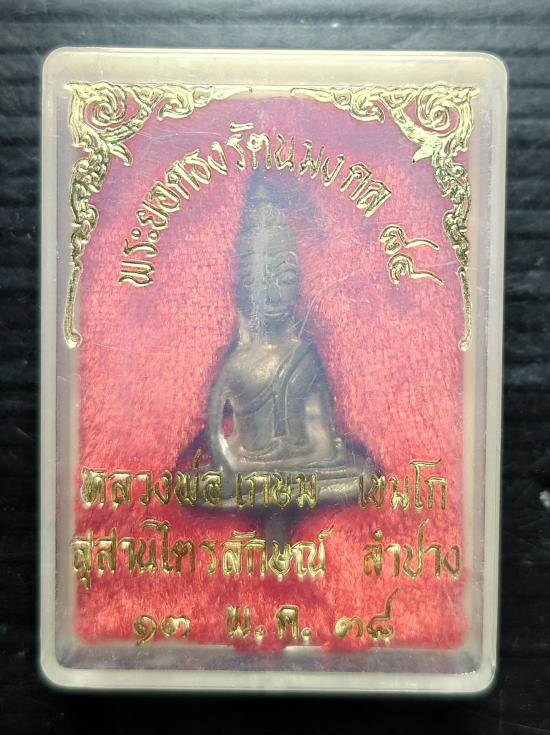 พระยอดธงรัตนมงคล ๘๔
หลวงพ่อ เกษม เขมโก
สุสานไตรลักษณ์ ลำปาง
๑๓ พ.ค. ๓๘